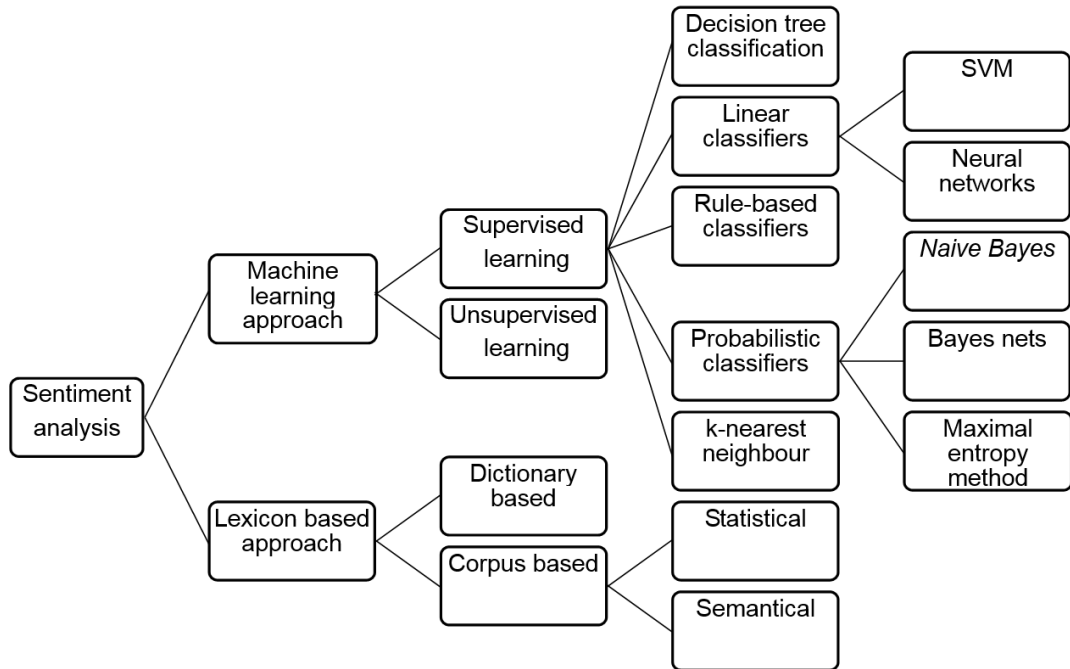 Sentiment
analysis
Machine
learning
approach
Lexicon based
approach
Supervised
learning
Unsupervised
learning
Dictionary
based
Corpus based
Decision tree
classification
Linear
classifiers
Rule-based
classifiers
Probabilistic
classifiers
k-nearest
neighbour
Statistical
Semantical
SVM
Neural
networks
Naive Bayes
Bayes nets
Maximal
entropy
method